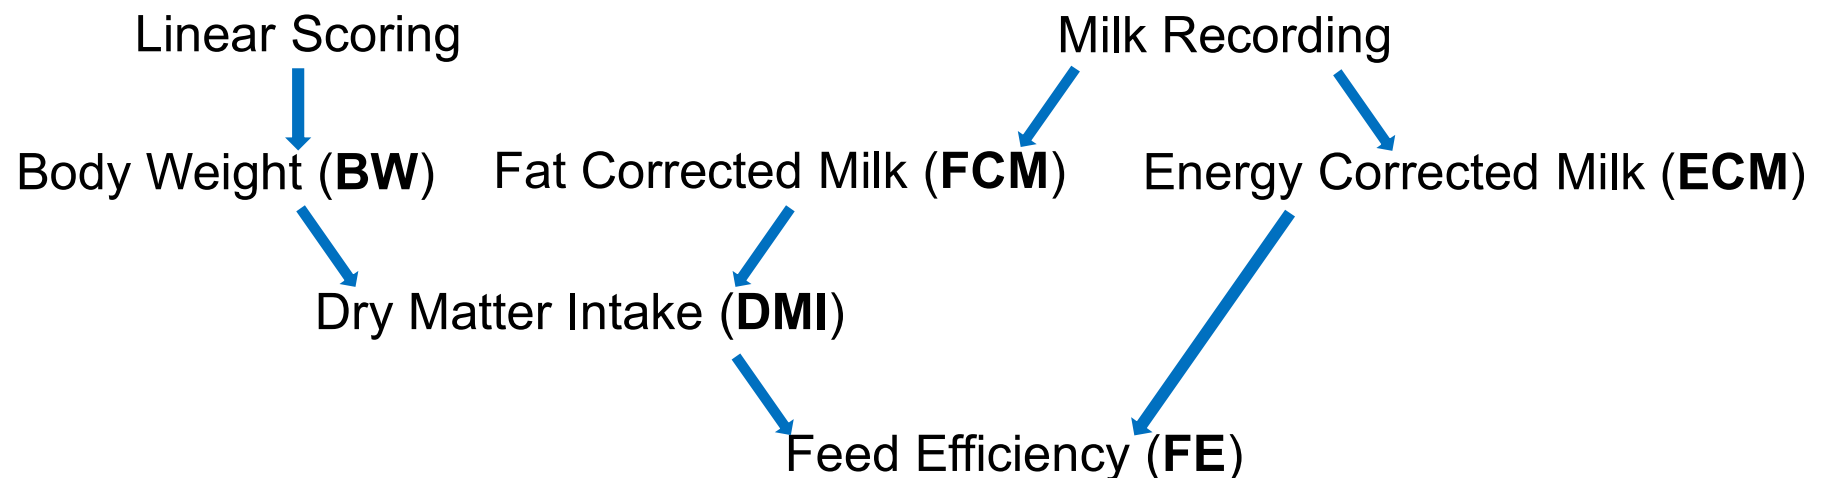 Linear Scoring
Milk Recording
Body Weight (BW)
Fat Corrected Milk (FCM)
Energy Corrected Milk (ECM)
Dry Matter Intake (DMI)
Feed Efficiency (FE)